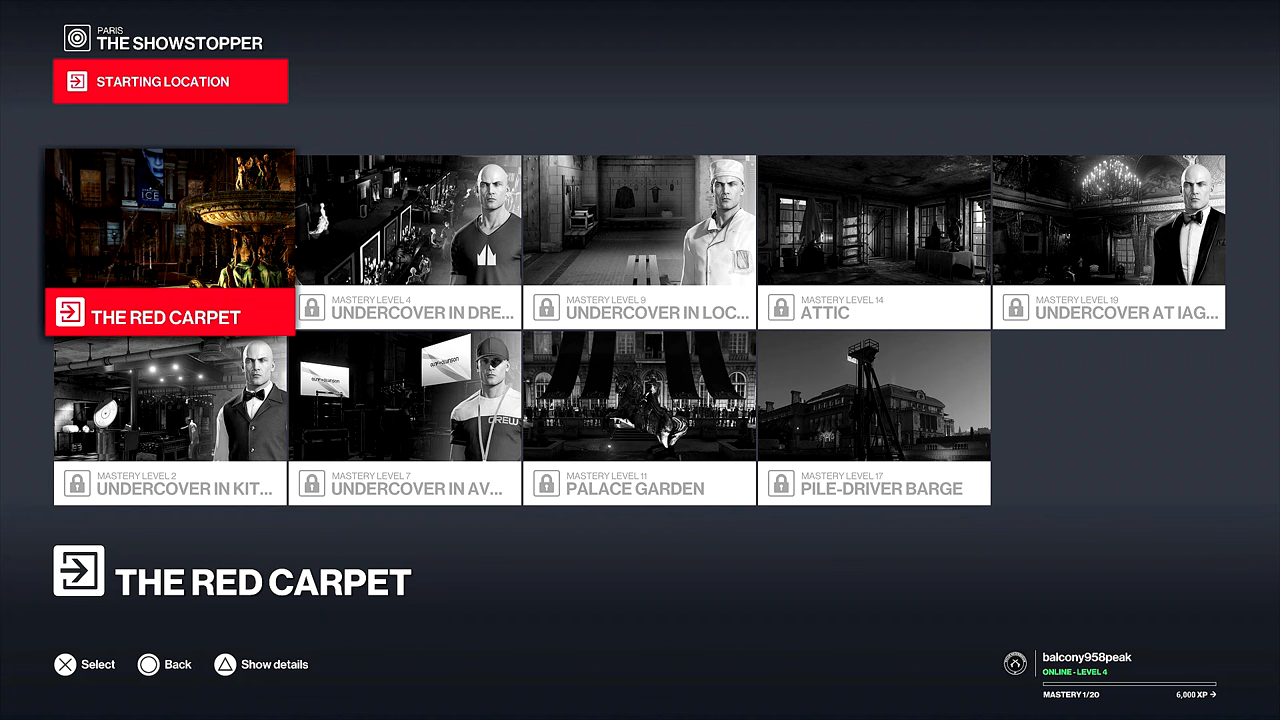 PARIS
THE SHOWSTOPPER
STARTING LOCATION
ICE
THE RED CARPET
MASTERY LEVEL 4
UNDERCOVER IN DRE...
MASTERY LEVEL 9
UNDERCOVER IN LOC...
MASTERY LEVEL 14
ATTIC
MASTERY LEVEL 19
UNDERCOVER AT IAG...
CREW
MASTERY LEVEL 2
UNDERCOVER IN KIT...
MASTERY LEVEL 7
UNDERCOVER IN AV...
MASTERY LEVEL 11
PALACE GARDEN
MASTERY LEVEL 17
PILE-DRIVER BARGE
THE RED CARPET
Select
Back
Show details
balcony958peak
ONLINE - LEVEL 4
MASTERY 1/20
6,000 XP